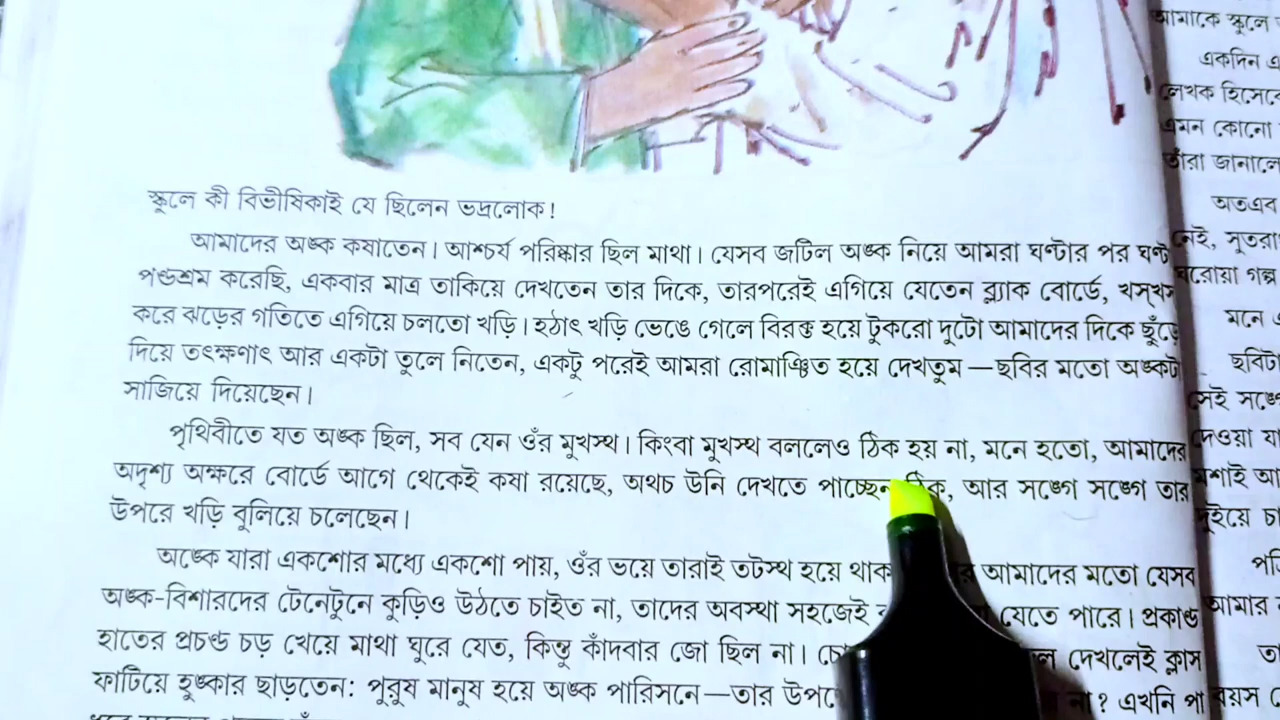 স্কুলে কী বিভীষিকাই যে ছিলেন ভদ্রলোক!
আমাদের অঙ্ক কষাতেন। আশ্চর্য পরিষ্কার ছিল মাথা। যেসব জটিল অঙ্ক নিয়ে আমরা ঘণ্টার পর
পণ্ডশ্রম করেছি, একবার মাত্র তাকিয়ে দেখতেন তার দিকে, তারপরেই এগিয়ে যেতেন ব্ল্যাক বোর্ডে, খস্‌খস
করে ঝড়ের গতিতে এগিয়ে চলতো খড়ি। হঠাৎ খড়ি ভেঙে গেলে বিরক্ত হয়ে টুকরো দুটো আমাদের দিকে ছুঁড়ে
দিয়ে তৎক্ষণাৎ আর একটা তুলে নিতেন, একটু পরেই আমরা রোমাঞ্চিত হয়ে দেখতুম—ছবির মতো অঙ্কটা
সাজিয়ে দিয়েছেন।
পৃথিবীতে যত অঙ্ক ছিল, সব যেন ওঁর মুখস্থ। কিংবা মুখস্থ বললেও ঠিক হয় না, মনে হতো, আমাদের
অদৃশ্য অক্ষরে বোর্ডে আগে থেকেই কষা রয়েছে, অথচ উনি দেখতে পাচ্ছেন ঠিক, আর সঙ্গে সঙ্গে তার
উপরে খড়ি বুলিয়ে চলেছেন।
অঙ্কে যারা একশোর মধ্যে একশো পায়, ওঁর ভয়ে তারাই তটস্থ হয়ে থাক আমাদের মতো যেসব
অঙ্ক-বিশারদের টেনেটুনে কুড়িও উঠতে চাইত না, তাদের অবস্থা সহজেই যেতে পারে। প্রকাণ্ড
হাতের প্রচণ্ড চড় খেয়ে মাথা ঘুরে যেত, কিন্তু কাঁদবার জো ছিল না। দেখলেই ক্লাস
ফাটিয়ে হুঙ্কার ছাড়তেন: পুরুষ মানুষ হয়ে অঙ্ক পারিসনে—তার উপরে না? এখনি পা
আমাকে স্কুলে
একদিন এ
লেখক হিসেবে
এমন কোনো
তাঁরা জানালে
অতএব
নেই, সুতরা
ঘরোয়া গল্প
মনে
ছবিটা
সেই সঙ্গে
দেওয়া যা
মশাই আ
দুইয়ে চা
আমার
বয়স